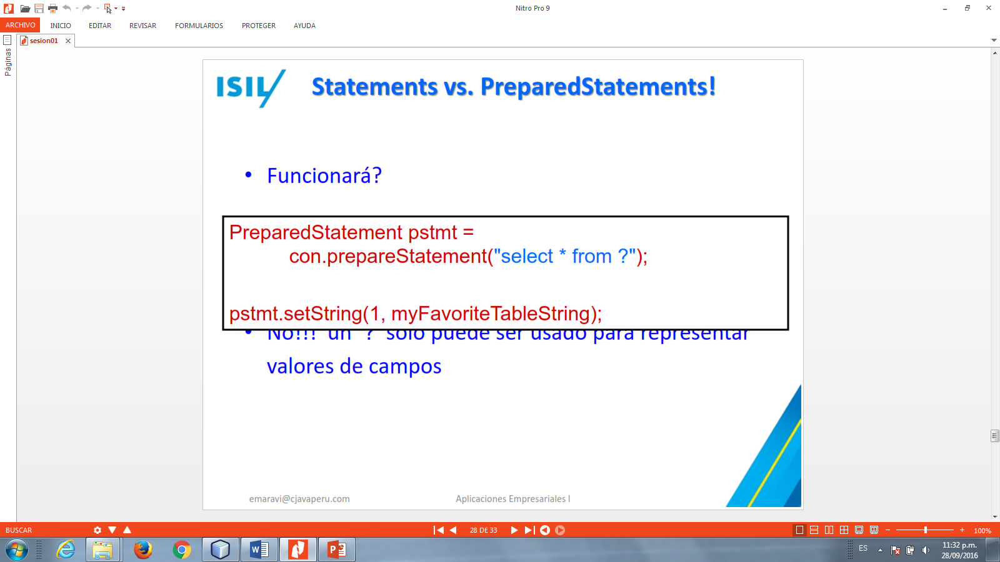 Nitro Pro 9
ARCHIVO INICIO EDITAR REVISAR FORMULARIOS PROTEGER AYUDA
sesion01
Páginas
ISIL
Statements vs. PreparedStatements!
• Funcionará?
PreparedStatement pstmt =
con.prepareStatement("select * from ?");
pstmt.setString(1, myFavoriteTableString);
• No!!! un "?" solo puede ser usado para representar
valores de campos
emaravi@cjavaperu.com Aplicaciones Empresariales I
BUSCAR 28 DE 33 100%
ES 11:32 p.m.
28/09/2016